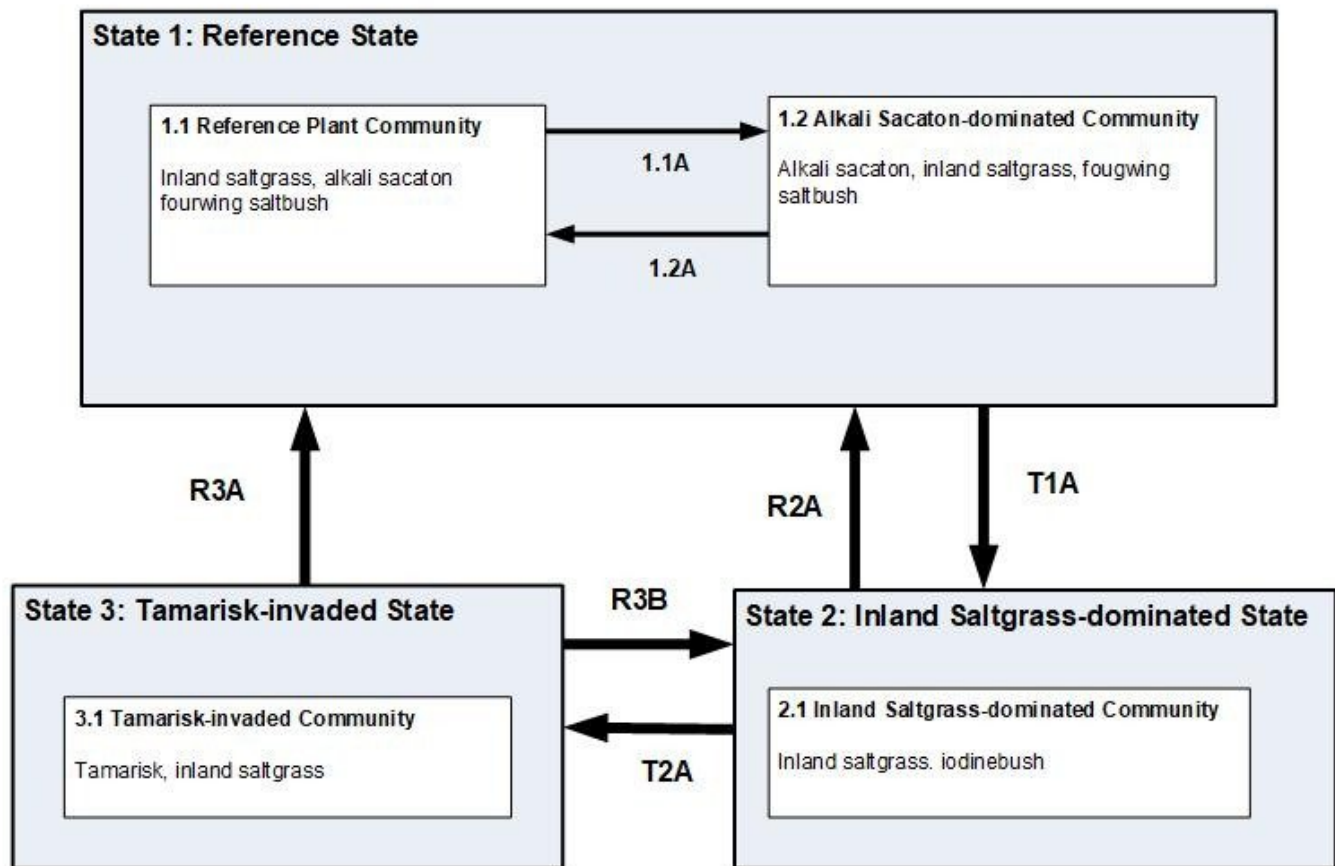 State 1: Reference State
1.1 Reference Plant Community
Inland saltgrass, alkali sacaton
fourwing saltbush
1.1A
1.2A
1.2 Alkali Sacaton-dominated Community
Alkali sacaton, inland saltgrass, fougwing
saltbush
R3A
R2A
T1A
State 3: Tamarisk-invaded State
3.1 Tamarisk-invaded Community
Tamarisk, inland saltgrass
R3B
T2A
State 2: Inland Saltgrass-dominated State
2.1 Inland Saltgrass-dominated Community
Inland saltgrass. iodinebush